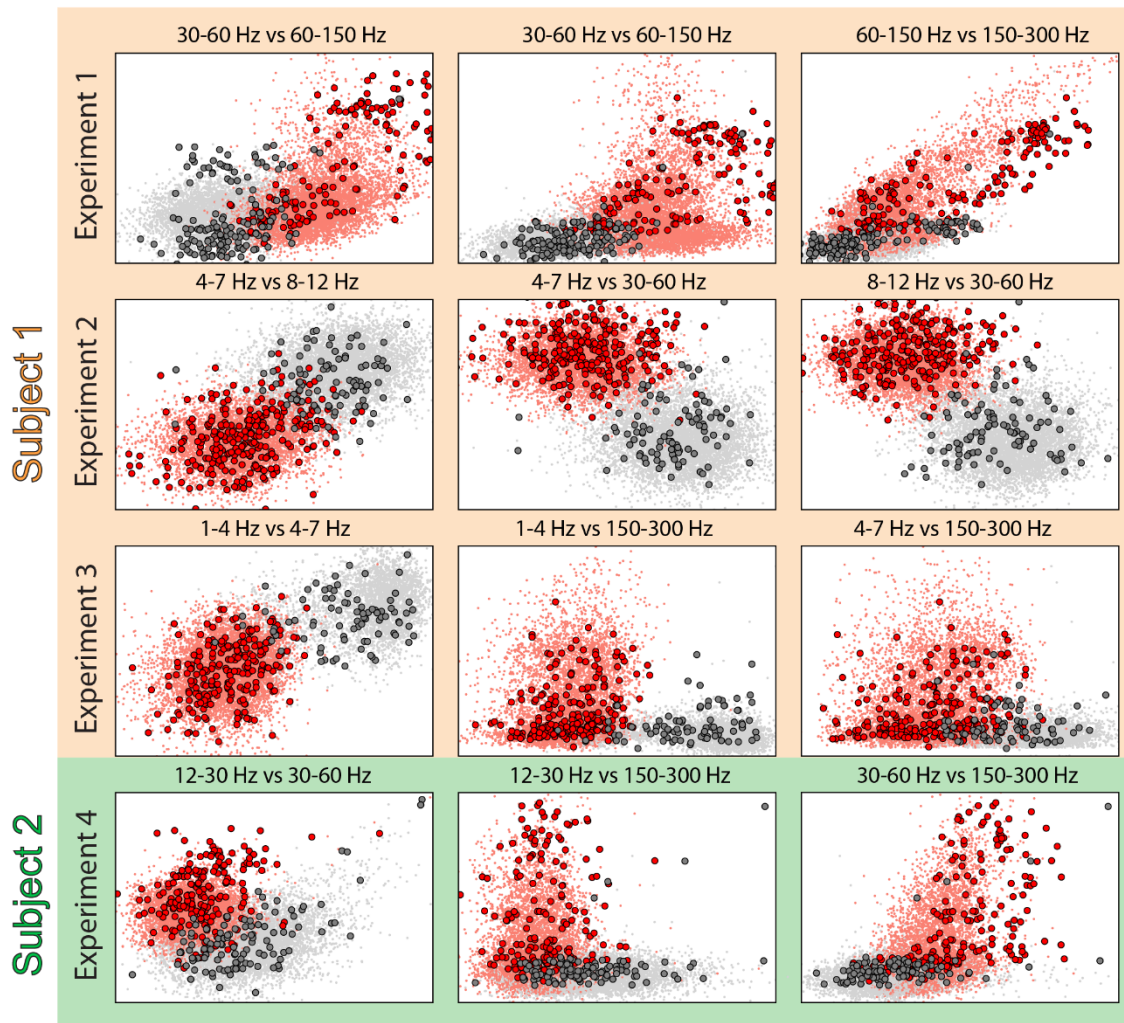 30-60 Hz vs 60-150 Hz
30-60 Hz vs 60-150 Hz
60-150 Hz vs 150-300 Hz
Experiment 1
4-7 Hz vs 8-12 Hz
4-7 Hz vs 30-60 Hz
8-12 Hz vs 30-60 Hz
Subject 1
Experiment 2
1-4 Hz vs 4-7 Hz
1-4 Hz vs 150-300 Hz
4-7 Hz vs 150-300 Hz
Experiment 3
12-30 Hz vs 30-60 Hz
12-30 Hz vs 150-300 Hz
30-60 Hz vs 150-300 Hz
Subject 2
Experiment 4